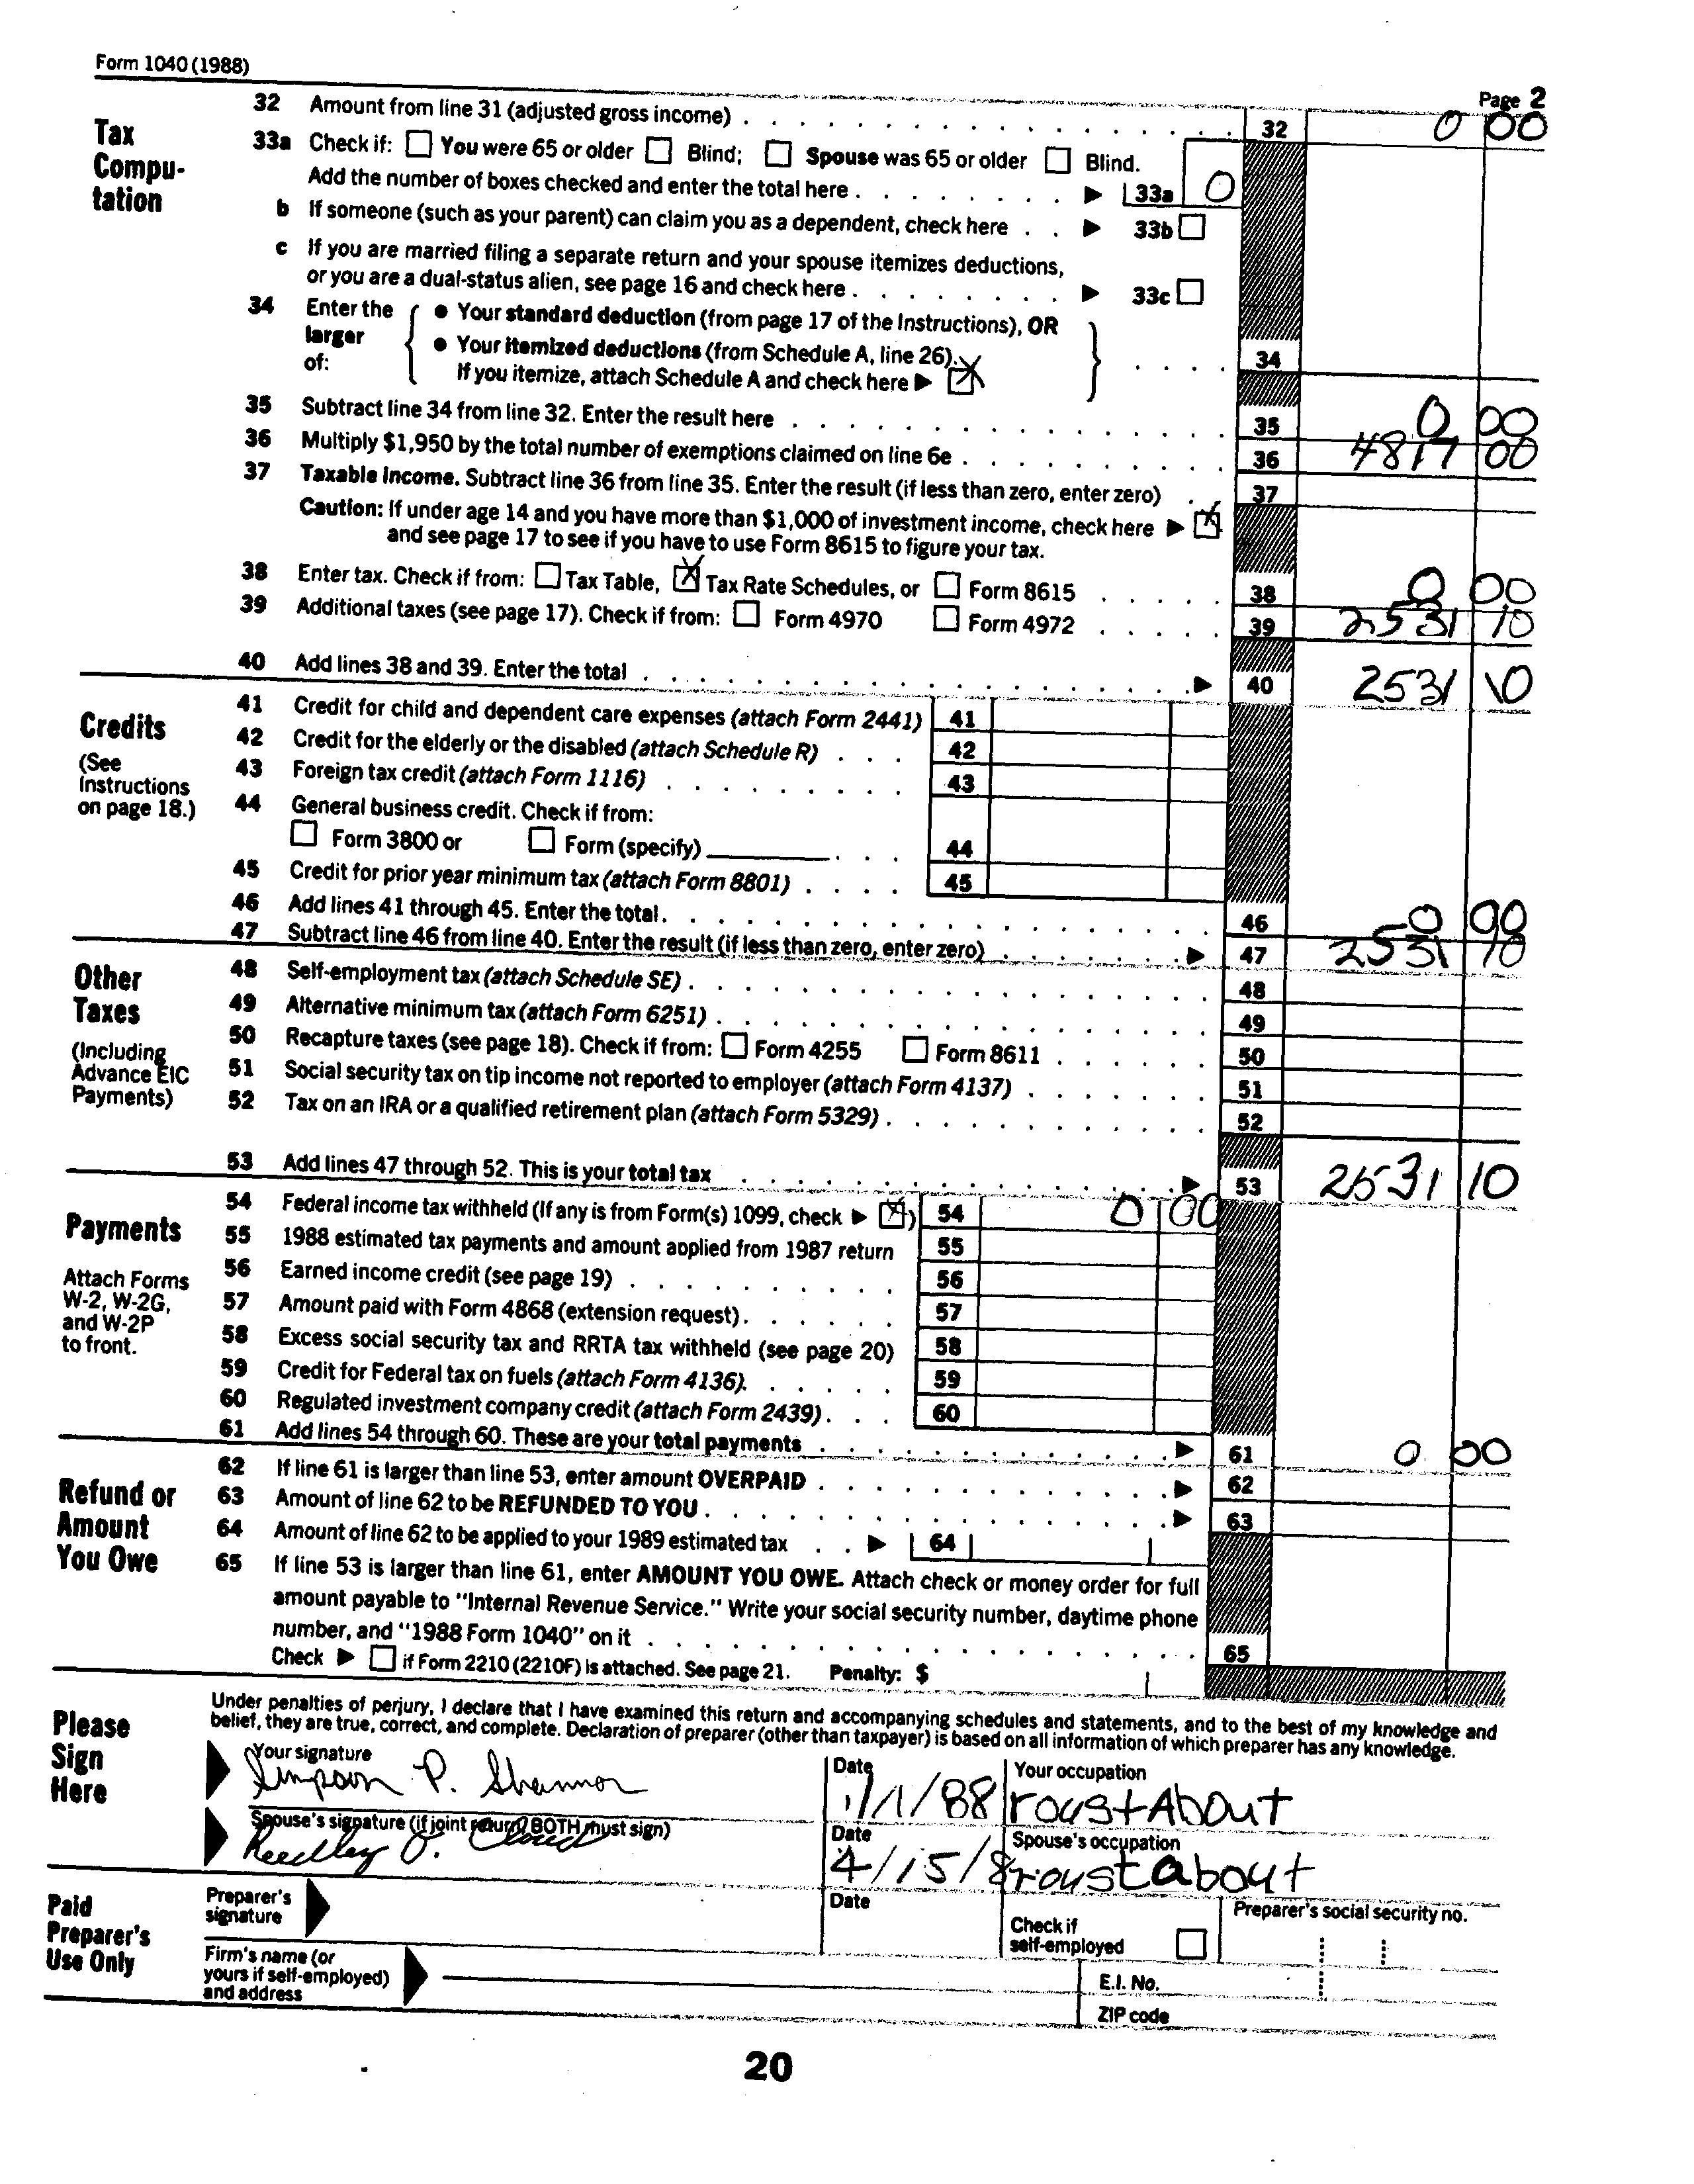 Form 1040 (1988)
Page 2
Tax Compu-tation
32 Amount from line 31 (adjusted gross income) . . . 32 0 00
33a Check if: You were 65 or older Blind; Spouse was 65 or older Blind.
Add the number of boxes checked and enter the total here . . . 33a 0
b If someone (such as your parent) can claim you as a dependent, check here . . 33b
c If you are married filing a separate return and your spouse itemizes deductions,
or you are a dual-status alien, see page 16 and check here . . . 33c
34 Enter the larger of:
● Your standard deduction (from page 17 of the Instructions), OR
● Your itemized deductions (from Schedule A, line 26).
If you itemize, attach Schedule A and check here ▶ X . . . 34
35 Subtract line 34 from line 32. Enter the result here . . . 35 0 00
36 Multiply $1,950 by the total number of exemptions claimed on line 6e . . . 36 4817 00
37 Taxable income. Subtract line 36 from line 35. Enter the result (if less than zero, enter zero) . 37
Caution: If under age 14 and you have more than $1,000 of investment income, check here ▶ X
and see page 17 to see if you have to use Form 8615 to figure your tax.
38 Enter tax. Check if from: Tax Table, X Tax Rate Schedules, or Form 8615 . . . 38 0 00
39 Additional taxes (see page 17). Check if from: Form 4970 Form 4972 . . . 39 2531 10
40 Add lines 38 and 39. Enter the total . . . ▶ 40 2531 10
Credits
(See Instructions on page 18.)
41 Credit for child and dependent care expenses (attach Form 2441) 41
42 Credit for the elderly or the disabled (attach Schedule R) . . . 42
43 Foreign tax credit (attach Form 1116) . . . 43
44 General business credit. Check if from:
Form 3800 or Form (specify) . . . 44
45 Credit for prior year minimum tax (attach Form 8801) . . . . 45
46 Add lines 41 through 45. Enter the total . . . 46 0 00
47 Subtract line 46 from line 40. Enter the result (if less than zero, enter zero) . . . ▶ 47 2531 10
Other Taxes
(Including Advance EIC Payments)
48 Self-employment tax (attach Schedule SE) . . . 48
49 Alternative minimum tax (attach Form 6251) . . . 49
50 Recapture taxes (see page 18). Check if from: Form 4255 Form 8611 . . . 50
51 Social security tax on tip income not reported to employer (attach Form 4137) . . . 51
52 Tax on an IRA or a qualified retirement plan (attach Form 5329) . . . 52
53 Add lines 47 through 52. This is your total tax . . . ▶ 53 2531 10
Payments
Attach Forms W-2, W-2G, and W-2P to front.
54 Federal income tax withheld (If any is from Form(s) 1099, check ▶ X) 54 0 00
55 1988 estimated tax payments and amount applied from 1987 return 55
56 Earned income credit (see page 19) . . . 56
57 Amount paid with Form 4868 (extension request) . . . 57
58 Excess social security tax and RRTA tax withheld (see page 20) 58
59 Credit for Federal tax on fuels (attach Form 4136) . . . 59
60 Regulated investment company credit (attach Form 2439) . . . 60
61 Add lines 54 through 60. These are your total payments . . . ▶ 61 0 00
Refund or Amount You Owe
62 If line 61 is larger than line 53, enter amount OVERPAID . . . ▶ 62
63 Amount of line 62 to be REFUNDED TO YOU . . . ▶ 63
64 Amount of line 62 to be applied to your 1989 estimated tax . . ▶ 64
65 If line 53 is larger than line 61, enter AMOUNT YOU OWE. Attach check or money order for full
amount payable to "Internal Revenue Service." Write your social security number, daytime phone
number, and "1988 Form 1040" on it . . . 65
Check ▶ if Form 2210 (2210F) is attached. See page 21. Penalty: $
Please Sign Here
Under penalties of perjury, I declare that I have examined this return and accompanying schedules and statements, and to the best of my knowledge and
belief, they are true, correct, and complete. Declaration of preparer (other than taxpayer) is based on all information of which preparer has any knowledge.
Your signature Simpson P. Shannor
Date 1/1/88
Your occupation roustAbout
Spouse's signature (if joint return, BOTH must sign) Reedley O. Cloud
Date 4/15/8
Spouse's occupation roustabout
Paid Preparer's Use Only
Preparer's signature
Date
Check if self-employed
Preparer's social security no.
Firm's name (or yours if self-employed) and address
E.I. No.
ZIP code
20